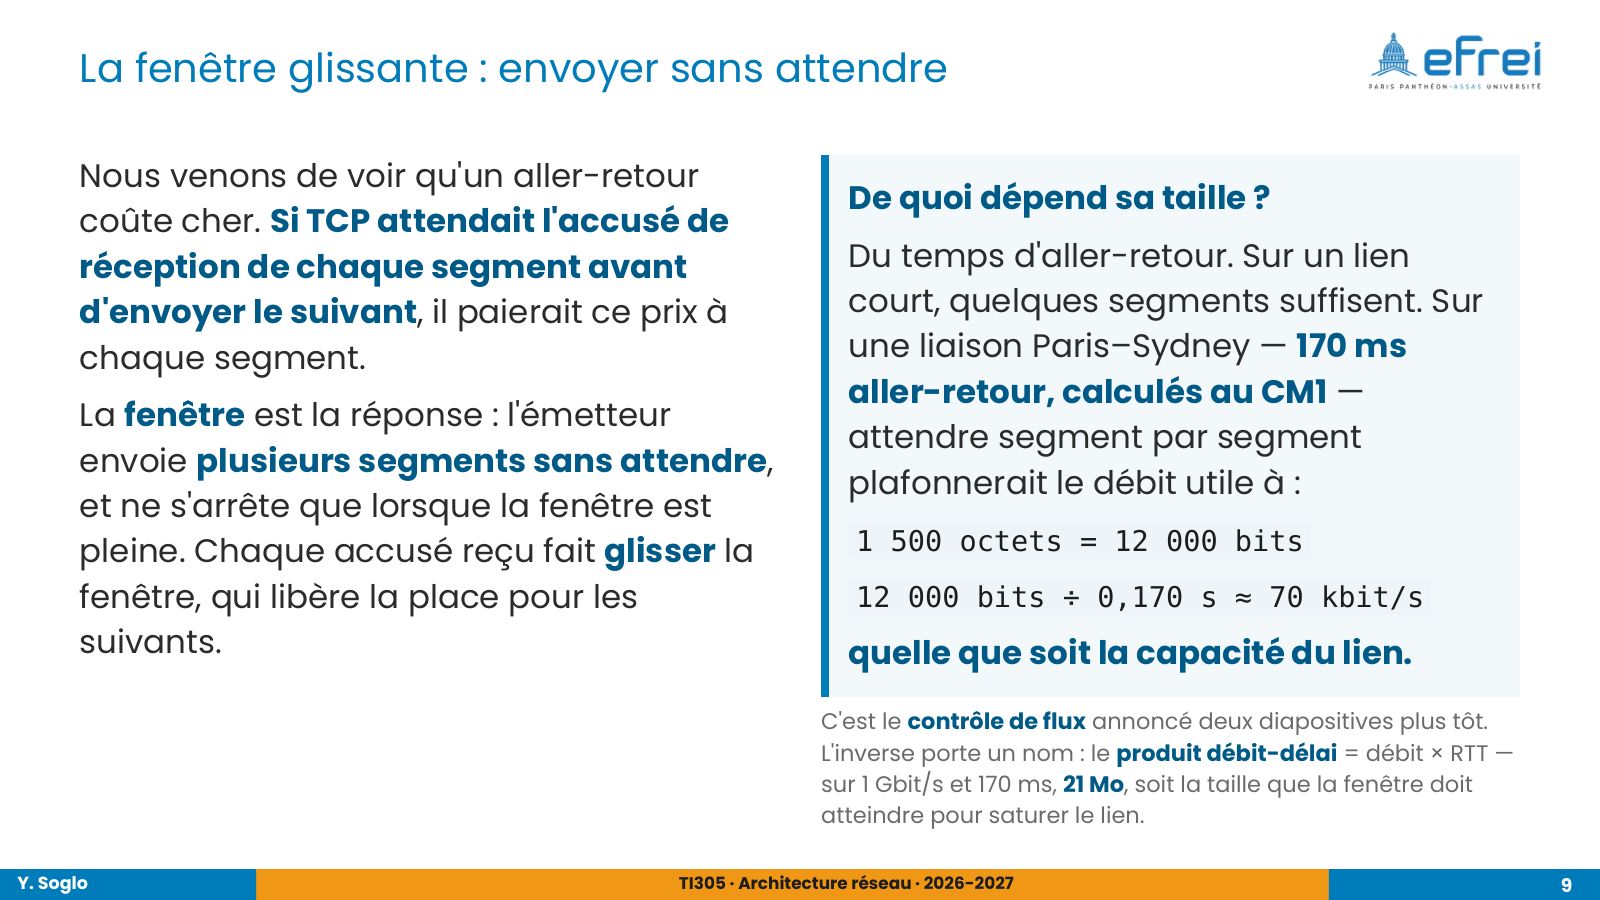 La fenêtre glissante : envoyer sans attendre
efrei
PARIS PANTHÉON-ASSAS UNIVERSITÉ
Nous venons de voir qu'un aller-retour
coûte cher. Si TCP attendait l'accusé de
réception de chaque segment avant
d'envoyer le suivant, il paierait ce prix à
chaque segment.
La fenêtre est la réponse : l'émetteur
envoie plusieurs segments sans attendre,
et ne s'arrête que lorsque la fenêtre est
pleine. Chaque accusé reçu fait glisser la
fenêtre, qui libère la place pour les
suivants.
De quoi dépend sa taille ?
Du temps d'aller-retour. Sur un lien
court, quelques segments suffisent. Sur
une liaison Paris–Sydney — 170 ms
aller-retour, calculés au CM1 —
attendre segment par segment
plafonnerait le débit utile à :
1 500 octets = 12 000 bits
12 000 bits ÷ 0,170 s ≈ 70 kbit/s
quelle que soit la capacité du lien.
C'est le contrôle de flux annoncé deux diapositives plus tôt.
L'inverse porte un nom : le produit débit-délai = débit × RTT —
sur 1 Gbit/s et 170 ms, 21 Mo, soit la taille que la fenêtre doit
atteindre pour saturer le lien.
Y. Soglo
TI305 · Architecture réseau · 2026-2027
9